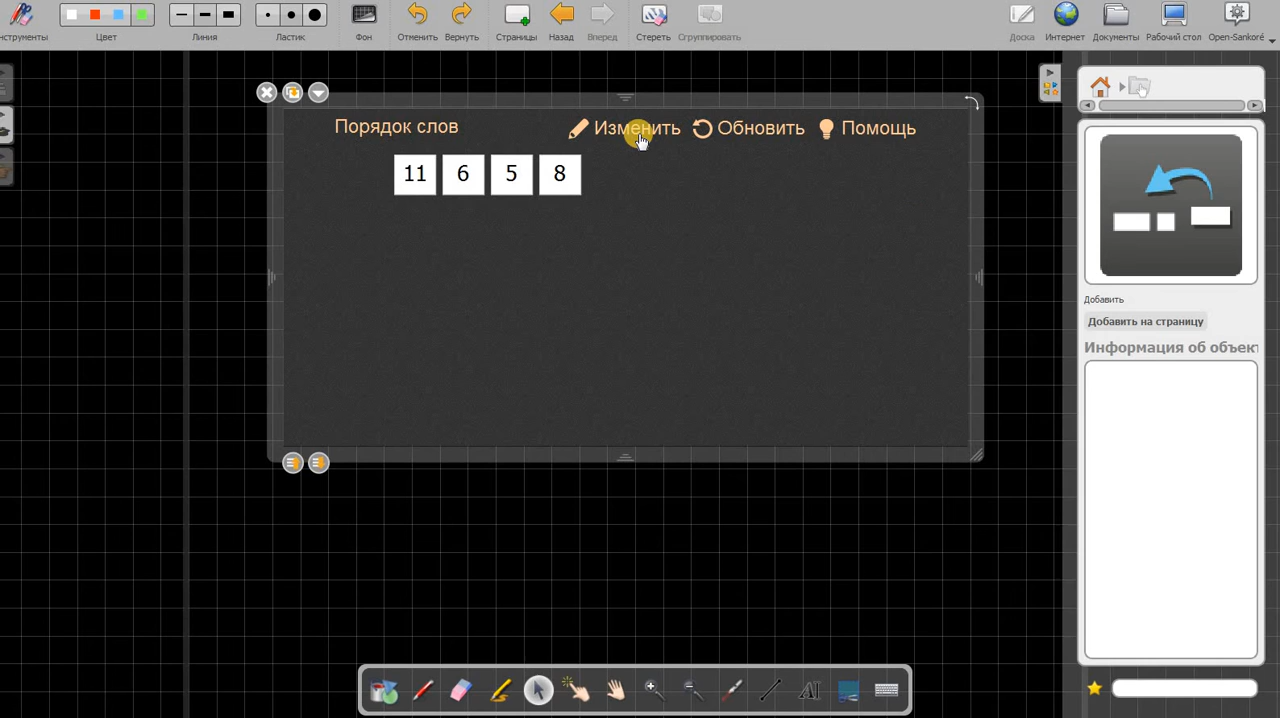 нструменты
Цвет
Линия
Ластик
Фон
Отменить
Вернуть
Страницы
Назад
Вперед
Стереть
Сгруппировать
Доска
Интернет
Документы
Рабочий стол
Open-Sankoré
Порядок слов
Изменить
Обновить
Помощь
11 6 5 8
Добавить
Добавить на страницу
Информация об объект
AI